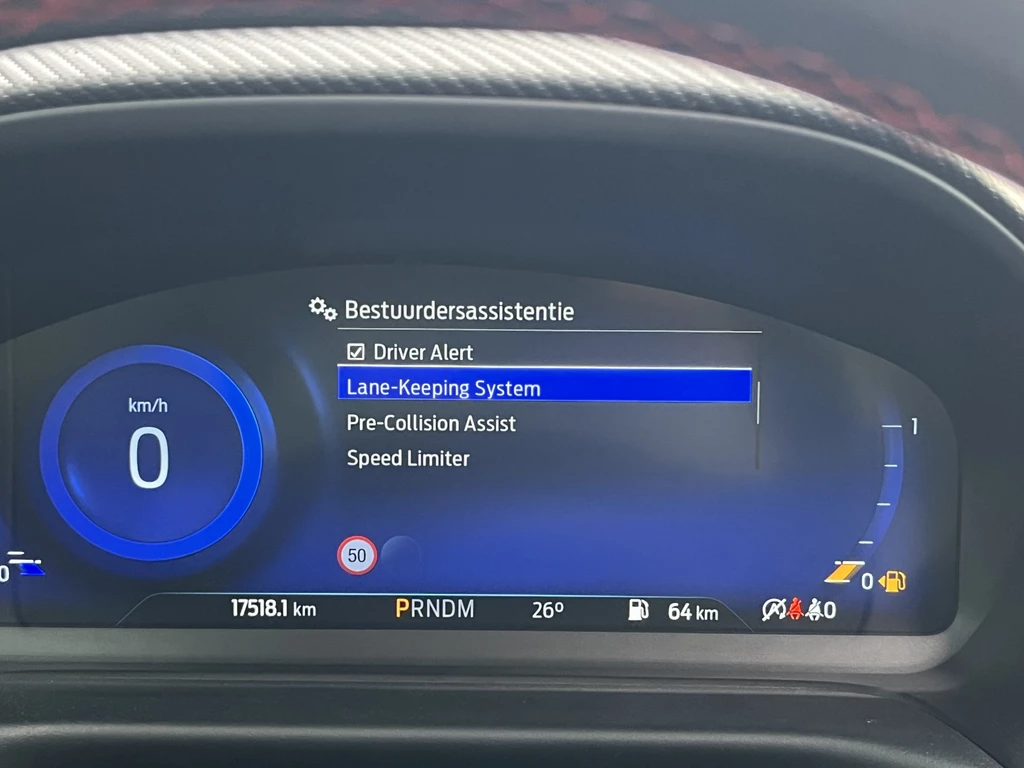 Bestuurdersassistentie
Driver Alert
Lane-Keeping System
Pre-Collision Assist
Speed Limiter
km/h
0
1
50
0
0
17518.1 km
PRNDM
26º
64 km
0